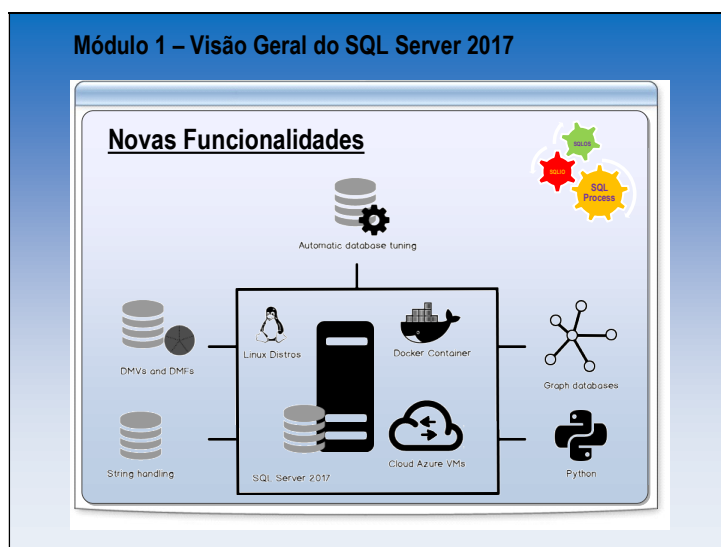 Módulo 1 – Visão Geral do SQL Server 2017
Novas Funcionalidades
SQLOS
SQLIO
SQL
Process
Automatic database tuning
Linux Distros
Docker Container
DMVs and DMFs
Graph databases
String handling
SQL Server 2017
Cloud Azure VMs
Python